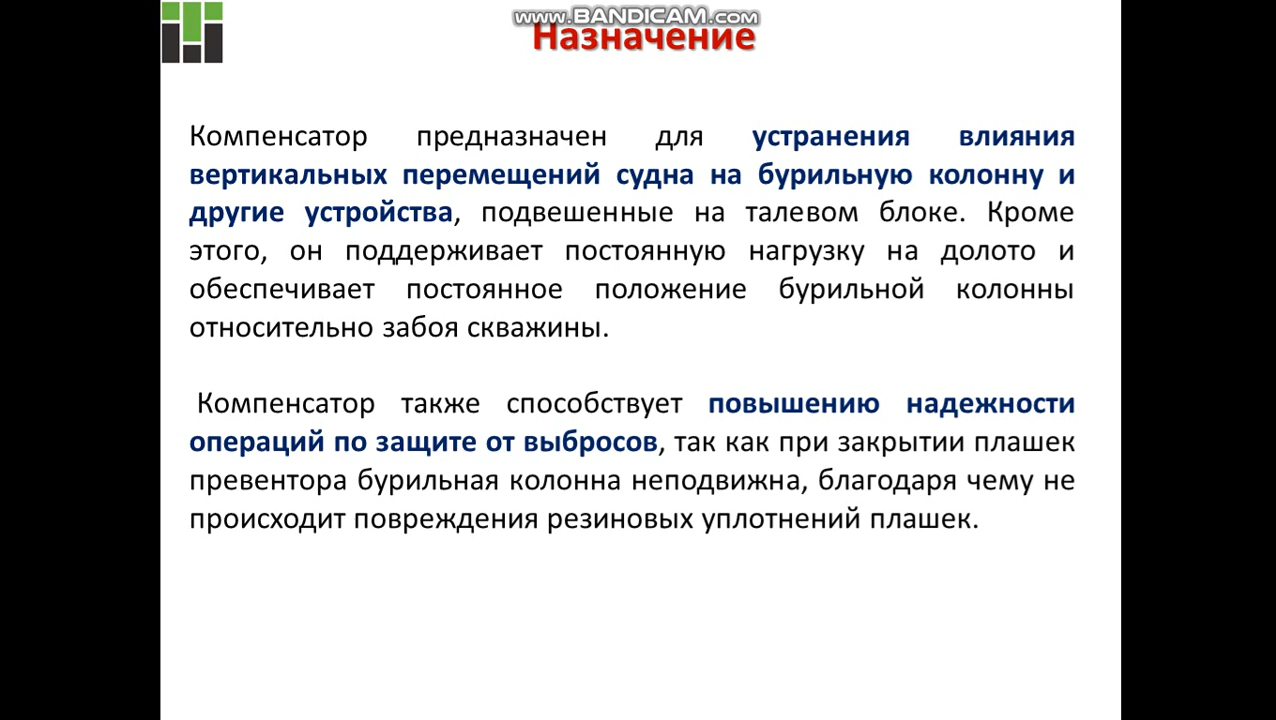 www.BANDICAM.com
Назначение
Компенсатор предназначен для устранения влияния
вертикальных перемещений судна на бурильную колонну и
другие устройства, подвешенные на талевом блоке. Кроме
этого, он поддерживает постоянную нагрузку на долото и
обеспечивает постоянное положение бурильной колонны
относительно забоя скважины.
Компенсатор также способствует повышению надежности
операций по защите от выбросов, так как при закрытии плашек
превентора бурильная колонна неподвижна, благодаря чему не
происходит повреждения резиновых уплотнений плашек.